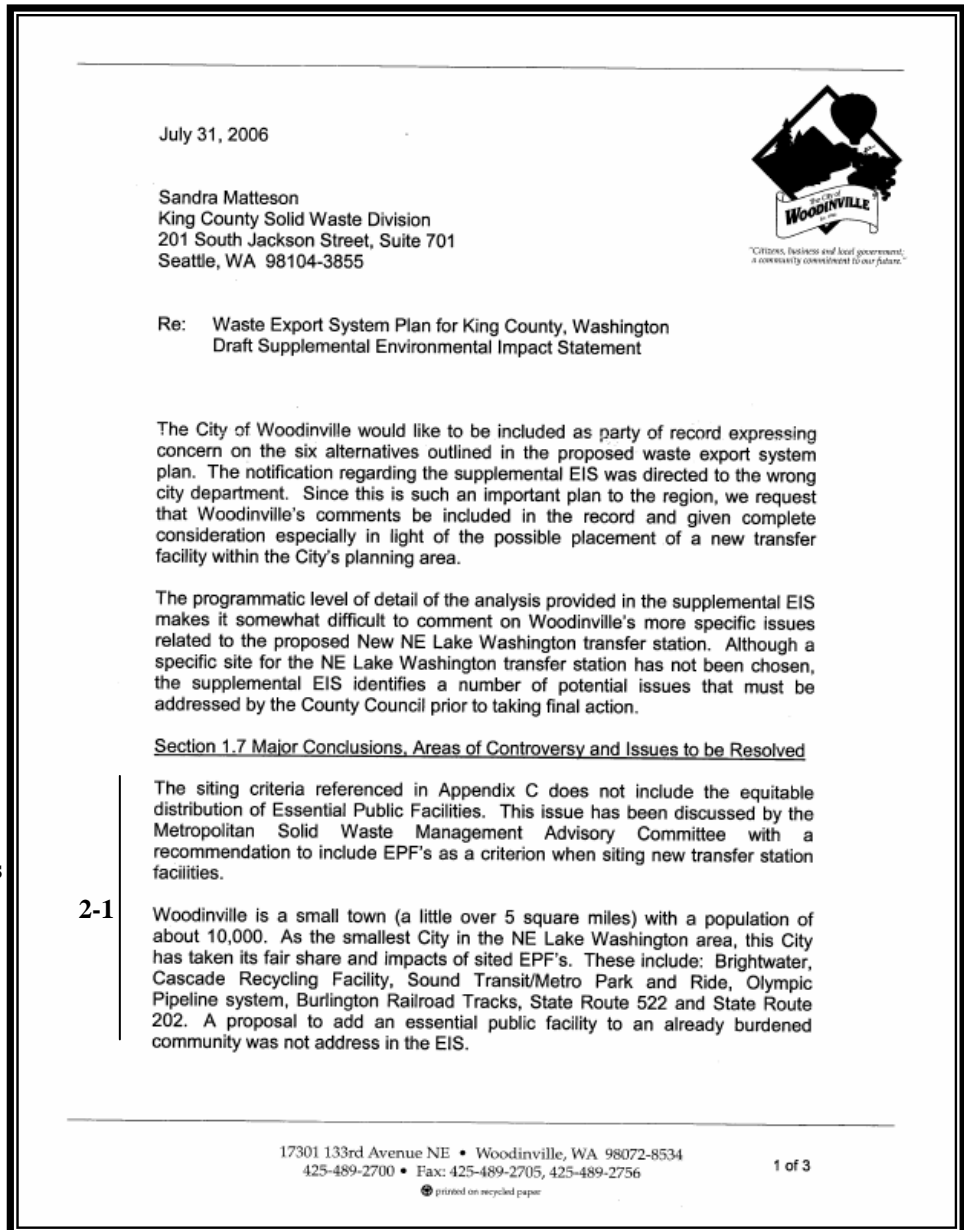 July 31, 2006
The City of
WOODINVILLE
"Citizens, business and local government;
a community commitment to our future."
Sandra Matteson
King County Solid Waste Division
201 South Jackson Street, Suite 701
Seattle, WA 98104-3855
Re: Waste Export System Plan for King County, Washington
Draft Supplemental Environmental Impact Statement
The City of Woodinville would like to be included as party of record expressing
concern on the six alternatives outlined in the proposed waste export system
plan. The notification regarding the supplemental EIS was directed to the wrong
city department. Since this is such an important plan to the region, we request
that Woodinville's comments be included in the record and given complete
consideration especially in light of the possible placement of a new transfer
facility within the City's planning area.
The programmatic level of detail of the analysis provided in the supplemental EIS
makes it somewhat difficult to comment on Woodinville's more specific issues
related to the proposed New NE Lake Washington transfer station. Although a
specific site for the NE Lake Washington transfer station has not been chosen,
the supplemental EIS identifies a number of potential issues that must be
addressed by the County Council prior to taking final action.
Section 1.7 Major Conclusions, Areas of Controversy and Issues to be Resolved
The siting criteria referenced in Appendix C does not include the equitable
distribution of Essential Public Facilities. This issue has been discussed by the
Metropolitan Solid Waste Management Advisory Committee with a
recommendation to include EPF's as a criterion when siting new transfer station
facilities.
s
2-1
Woodinville is a small town (a little over 5 square miles) with a population of
about 10,000. As the smallest City in the NE Lake Washington area, this City
has taken its fair share and impacts of sited EPF's. These include: Brightwater,
Cascade Recycling Facility, Sound Transit/Metro Park and Ride, Olympic
Pipeline system, Burlington Railroad Tracks, State Route 522 and State Route
202. A proposal to add an essential public facility to an already burdened
community was not address in the EIS.
17301 133rd Avenue NE • Woodinville, WA 98072-8534
425-489-2700 • Fax: 425-489-2705, 425-489-2756
printed on recycled paper
1 of 3